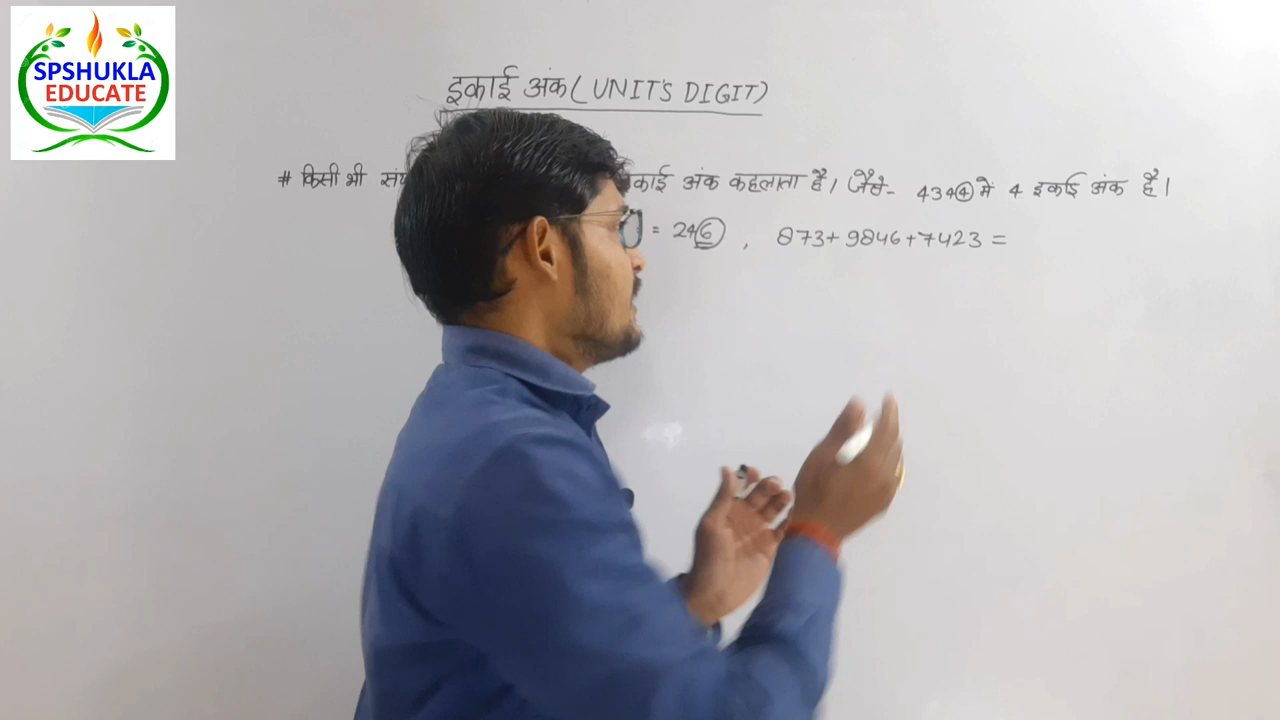 SPSHUKLA
EDUCATE
इकाई अंक (UNIT'S DIGIT)
# किसी भी अंक कहलाता है। जैसे- 4344 में 4 इकाई अंक है।
= 246 , 873+9846+7423 =